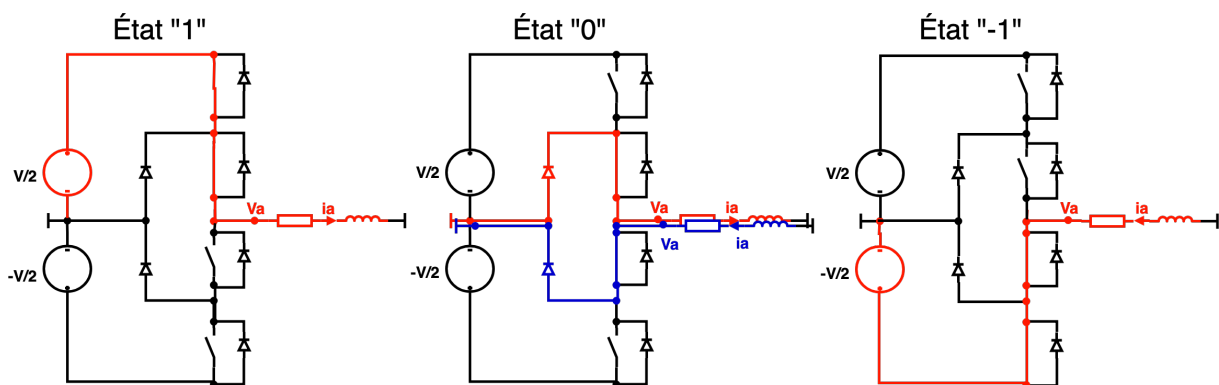 État "1"
État "0"
État "-1"
V/2
-V/2
Va
ia
V/2
-V/2
Va
ia
Va
ia
V/2
-V/2
Va
ia